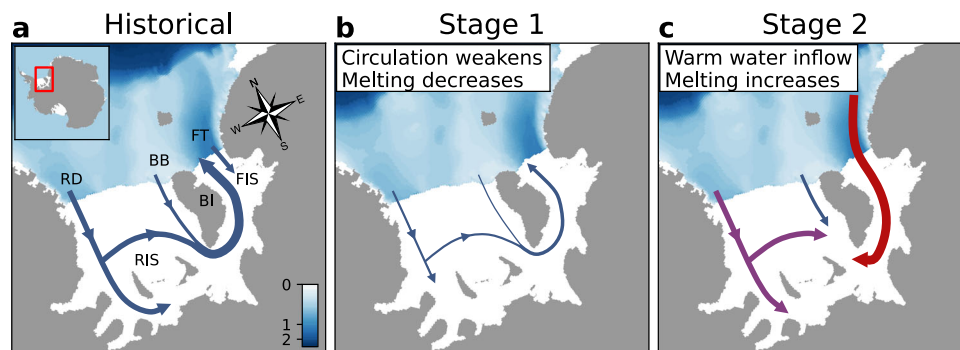 a Historical
N
E
W
S
FT
BB
RD
FIS
BI
RIS
0
1
2
b Stage 1
Circulation weakens
Melting decreases
c Stage 2
Warm water inflow
Melting increases